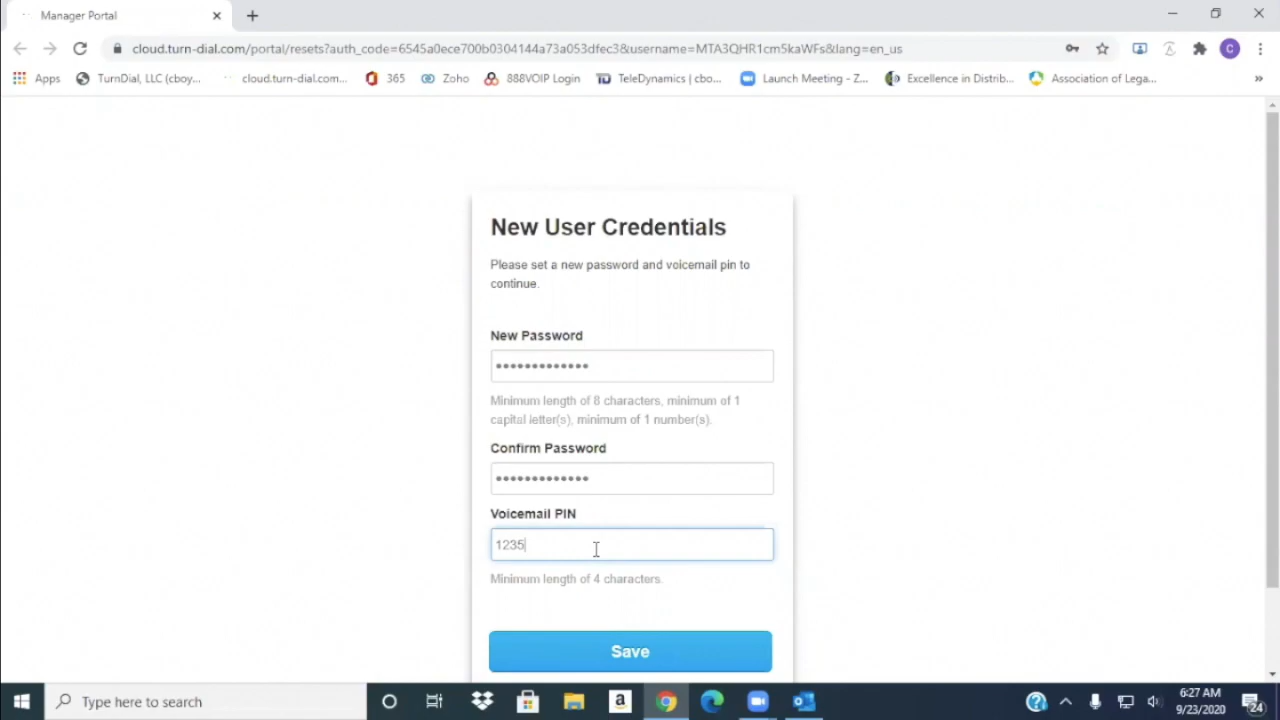 Manager Portal
cloud.turn-dial.com/portal/resets?auth_code=6545a0ece700b0304144a73a053dfec3&username=MTA3QHR1cm5kaWFs&lang=en_us
C
Apps
TurnDial, LLC (cboy...
cloud.turn-dial.com...
365
Zoho
888VOIP Login
TD
TeleDynamics | cbo...
Launch Meeting - Z...
Excellence in Distrib...
Association of Lega...
»
New User Credentials
Please set a new password and voicemail pin to
continue.
New Password
•••••••••••••
Minimum length of 8 characters, minimum of 1
capital letter(s), minimum of 1 number(s).
Confirm Password
•••••••••••••
Voicemail PIN
1235
Minimum length of 4 characters.
Save
Type here to search
a
6:27 AM
9/23/2020
24